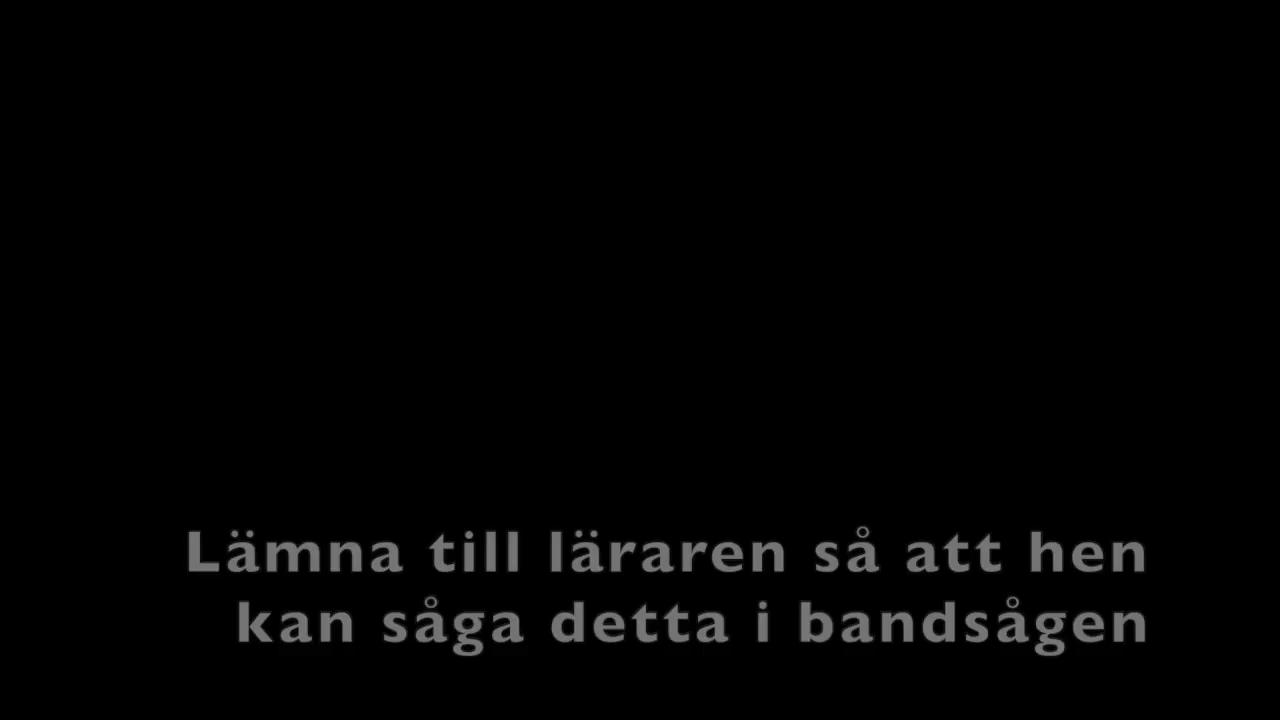 Lämna till läraren så att hen
kan såga detta i bandsågen